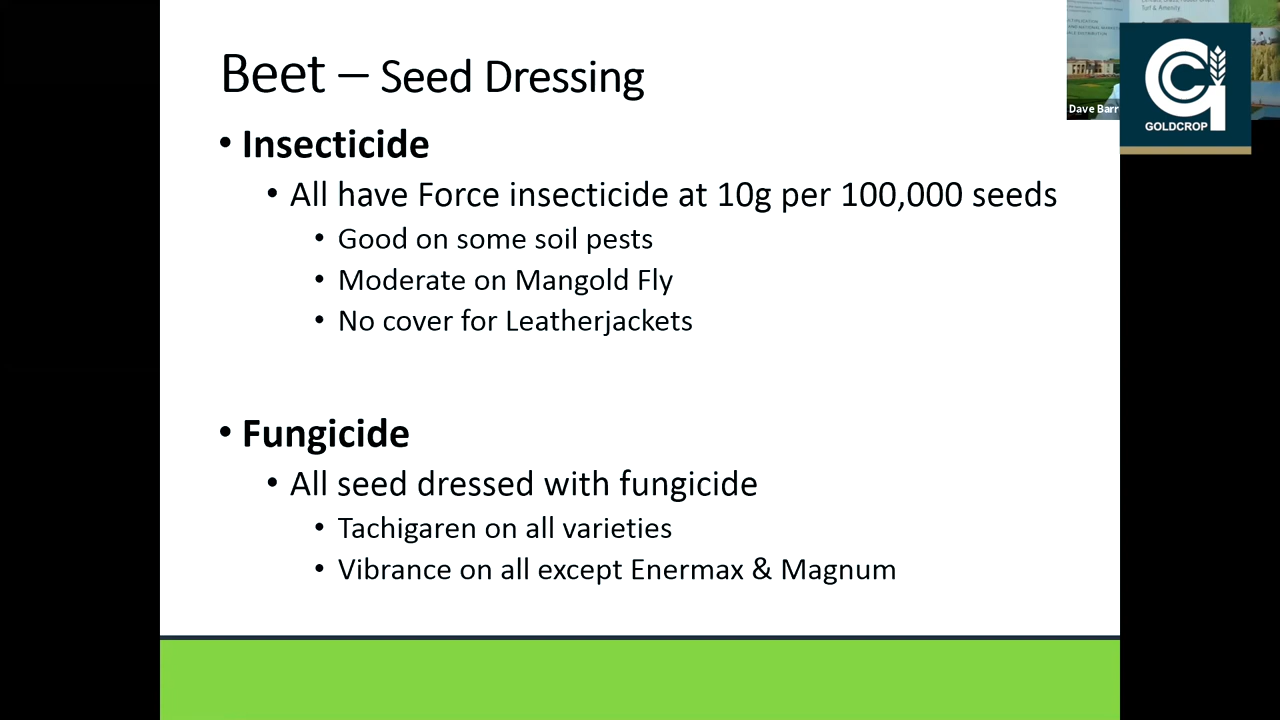 Beet – Seed Dressing
• Insecticide
• All have Force insecticide at 10g per 100,000 seeds
• Good on some soil pests
• Moderate on Mangold Fly
• No cover for Leatherjackets
• Fungicide
• All seed dressed with fungicide
• Tachigaren on all varieties
• Vibrance on all except Enermax & Magnum
Turf & Amenity
Dave Barr
GOLDCROP